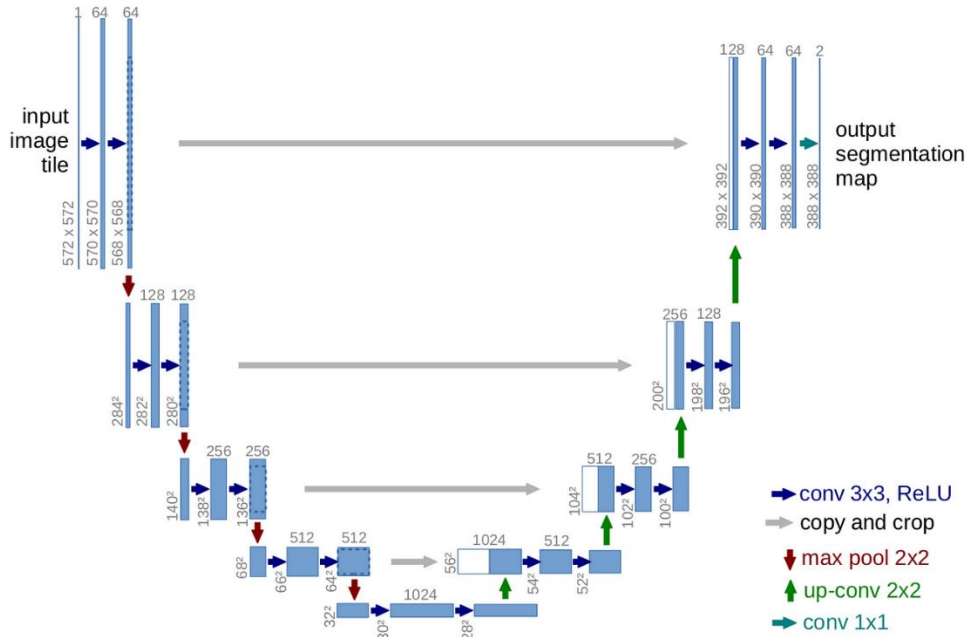 1 64 64
input
image
tile
572 x 572
570 x 570
568 x 568
128 64 64 2
output
segmentation
map
392 x 392
390 x 390
388 x 388
388 x 388
128 128
284²
282²
280²
256 128
200²
198²
196²
256 256
140²
138²
136²
512 256
104²
102²
100²
512 512
68²
66²
64²
1024 512
56²
54²
52²
1024
32²
30²
28²
conv 3x3, ReLU
copy and crop
max pool 2x2
up-conv 2x2
conv 1x1